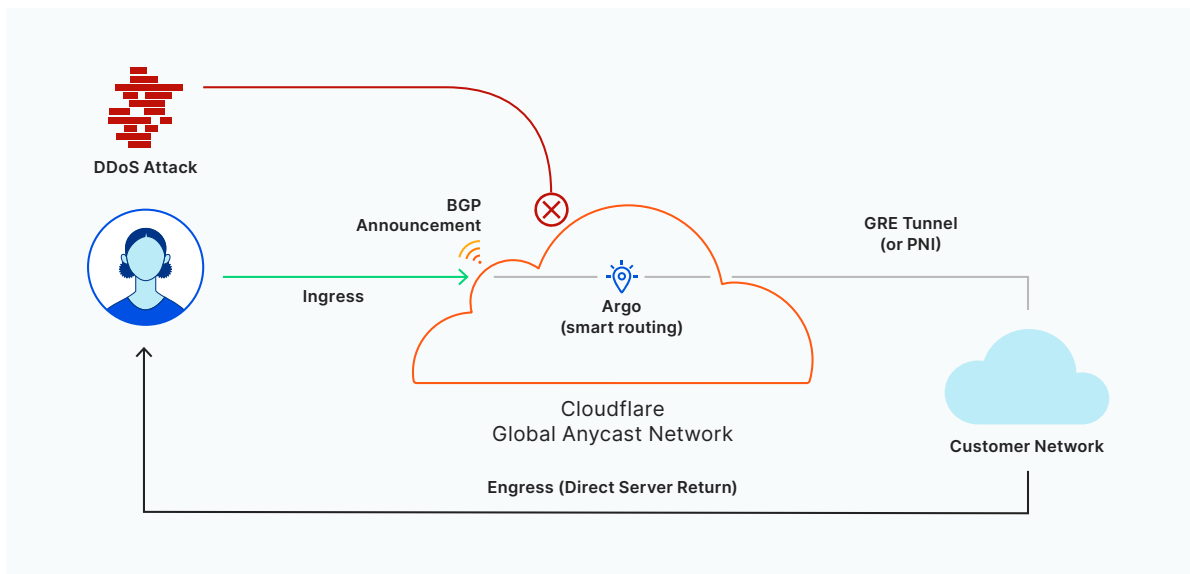 DDoS Attack
BGP
Announcement
GRE Tunnel
(or PNI)
Ingress
Argo
(smart routing)
Cloudflare
Global Anycast Network
Customer Network
Engress (Direct Server Return)